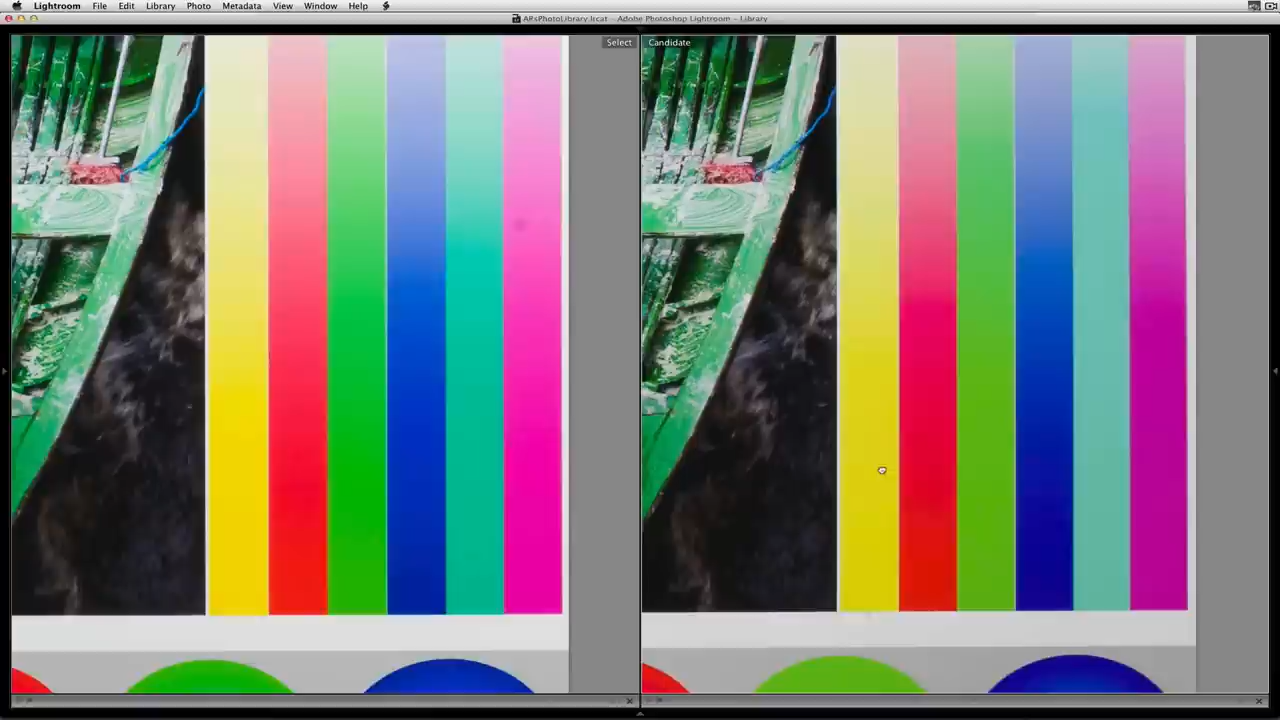 Lightroom File Edit Library Photo Metadata View Window Help
ARsPhotoLibrary.lrcat - Adobe Photoshop Lightroom - Library
Select
Candidate